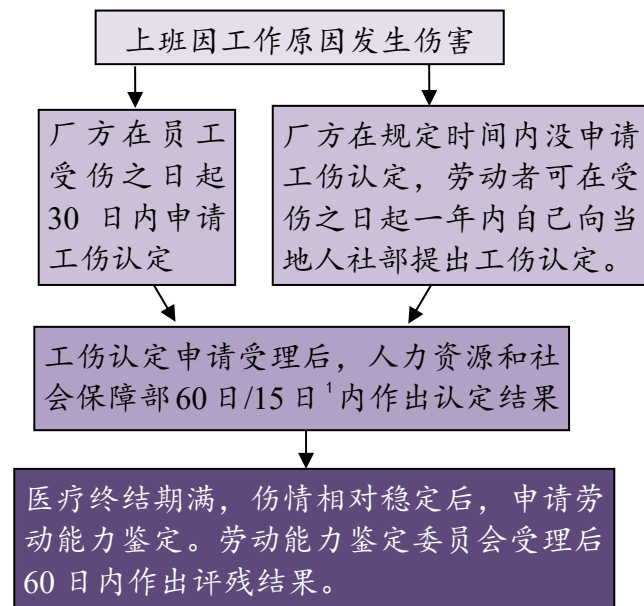 上班因工作原因发生伤害
厂方在员工
受伤之日起
30 日内申请
工伤认定
厂方在规定时间内没申请
工伤认定，劳动者可在受
伤之日起一年内自己向当
地人社部提出工伤认定。
工伤认定申请受理后，人力资源和社
会保障部60日/15日¹内作出认定结果
医疗终结期满，伤情相对稳定后，申请劳
动能力鉴定。劳动能力鉴定委员会受理后
60日内作出评残结果。